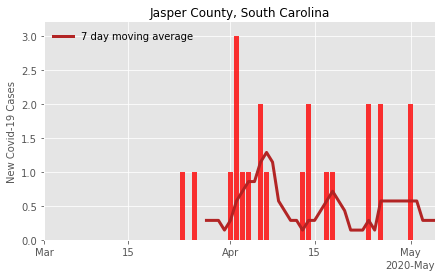 Jasper County, South Carolina
7 day moving average
New Covid-19 Cases
3.0
2.5
2.0
1.5
1.0
0.5
0.0
Mar 15 Apr 15 May
2020-May